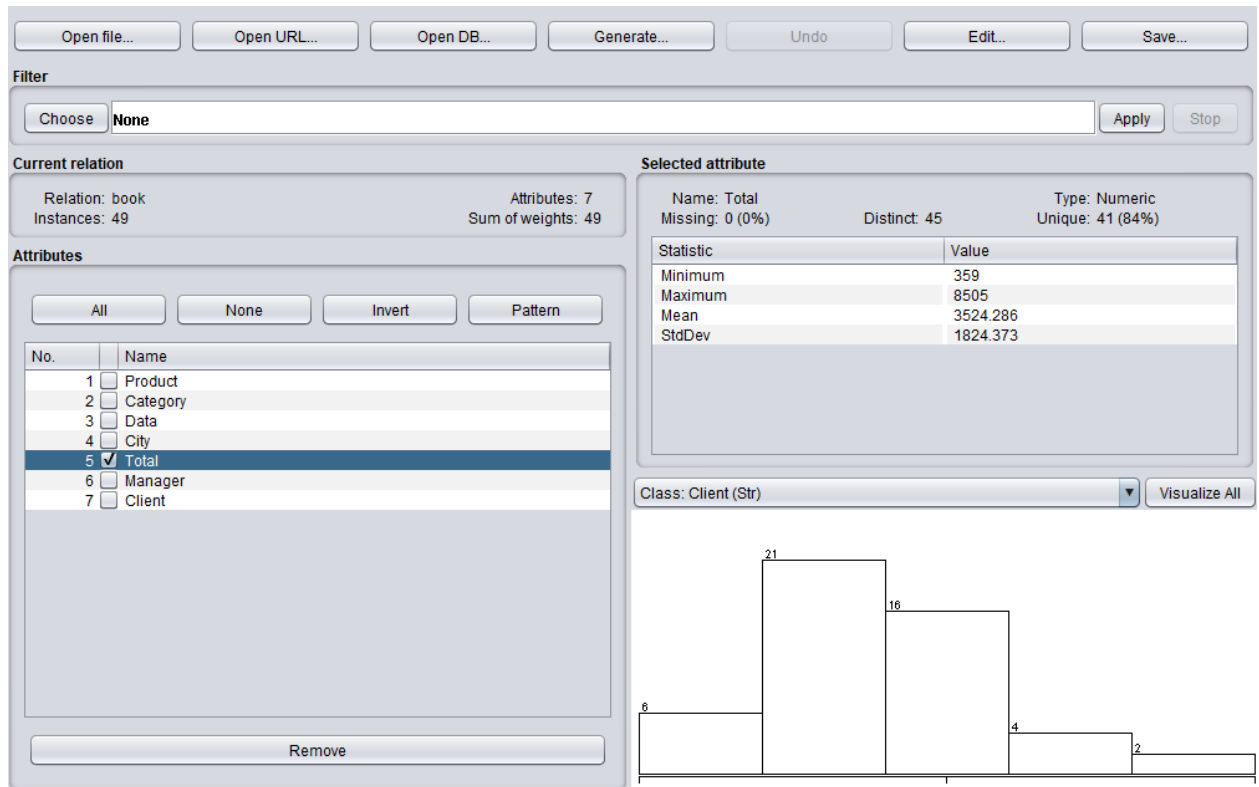 Open file... Open URL... Open DB... Generate... Undo Edit... Save...
Filter
Choose None Apply Stop
Current relation
Relation: book Attributes: 7
Instances: 49 Sum of weights: 49
Attributes
All None Invert Pattern
No. Name
1 Product
2 Category
3 Data
4 City
5 Total
6 Manager
7 Client
Remove
Selected attribute
Name: Total Type: Numeric
Missing: 0 (0%) Distinct: 45 Unique: 41 (84%)
Statistic Value
Minimum 359
Maximum 8505
Mean 3524.286
StdDev 1824.373
Class: Client (Str) Visualize All
21
16
6
4
2